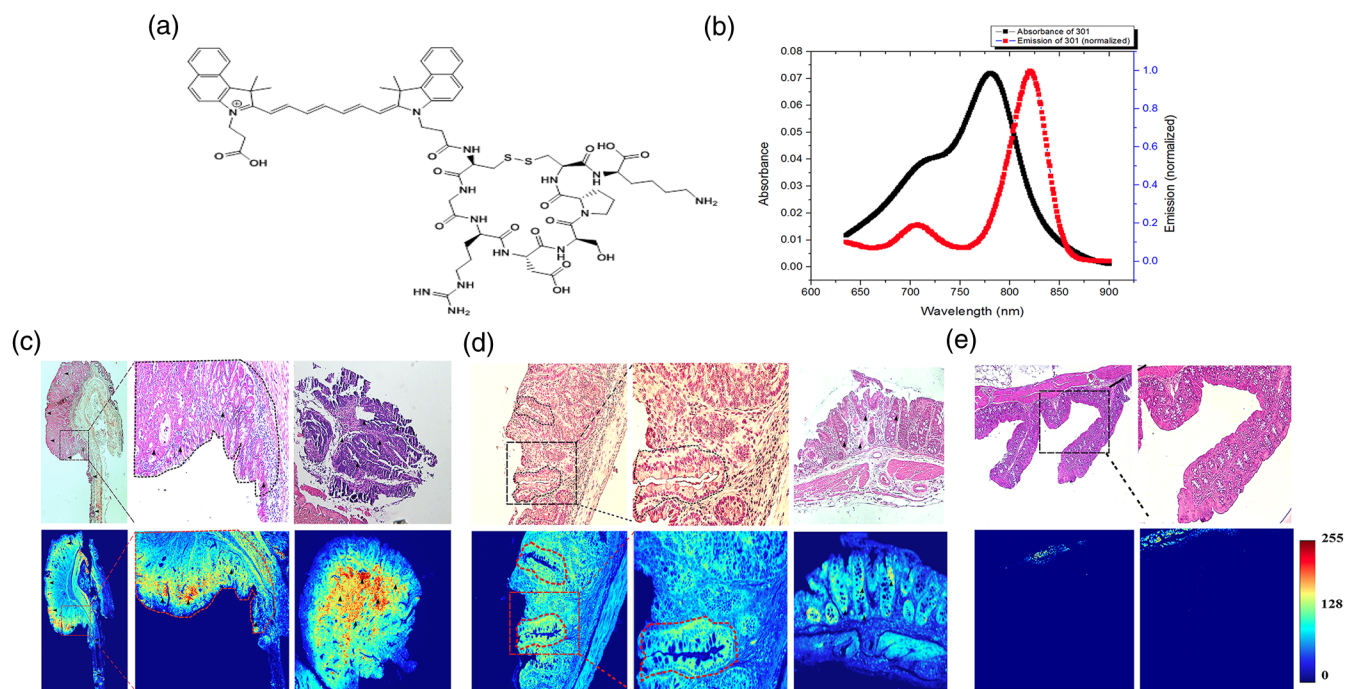 (a)
OH
O
N
+
N
O
NH
S-S
O
NH
HN
O
OH
O
N
H
NH₂
O
NH
O
N
O
O
HN
OH
O
NH
HN
NH₂
O
OH
(b)
Absorbance of 301
Emission of 301 (normalized)
Absorbance
0.08
0.07
0.06
0.05
0.04
0.03
0.02
0.01
0.00
600 650 700 750 800 850 900
Wavelength (nm)
1.0
0.8
0.6
0.4
0.2
0.0
Emission (normalized)
(c)
(d)
(e)
255
128
0